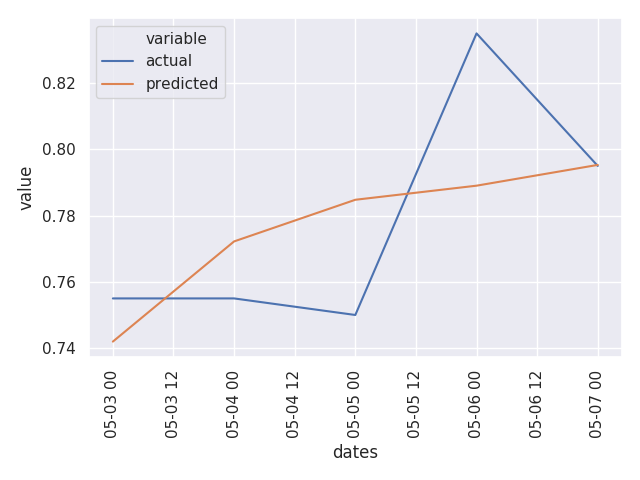 variable
actual
predicted
0.82
0.80
0.78
0.76
0.74
value
05-03 00
05-03 12
05-04 00
05-04 12
05-05 00
05-05 12
05-06 00
05-06 12
05-07 00
dates